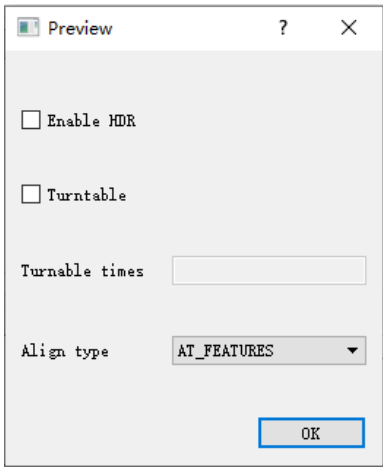 Preview ?
Enable HDR
Turntable
Turnable times
Align type AT_FEATURES
OK